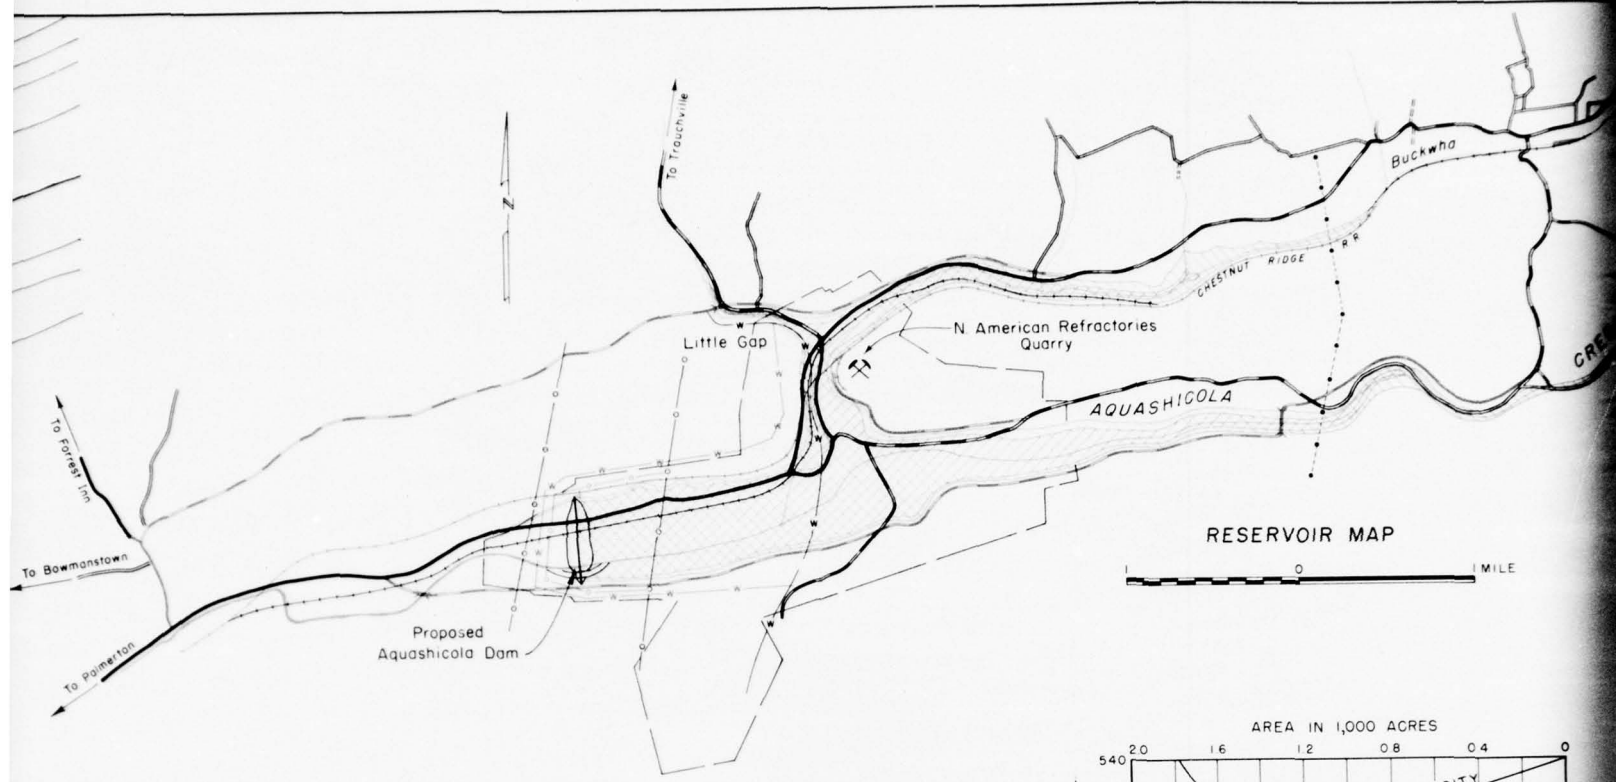 To Trauchville
N
Buckwha
CHESTNUT RIDGE R R
N. American Refractories
Quarry
Little Gap
AQUASHICOLA
To Forrest Inn
To Bowmanstown
To Palmerton
Proposed
Aquashicola Dam
RESERVOIR MAP
1 0 1 MILE
AREA IN 1,000 ACRES
2.0 1.6 1.2 0.8 0.4 0
540